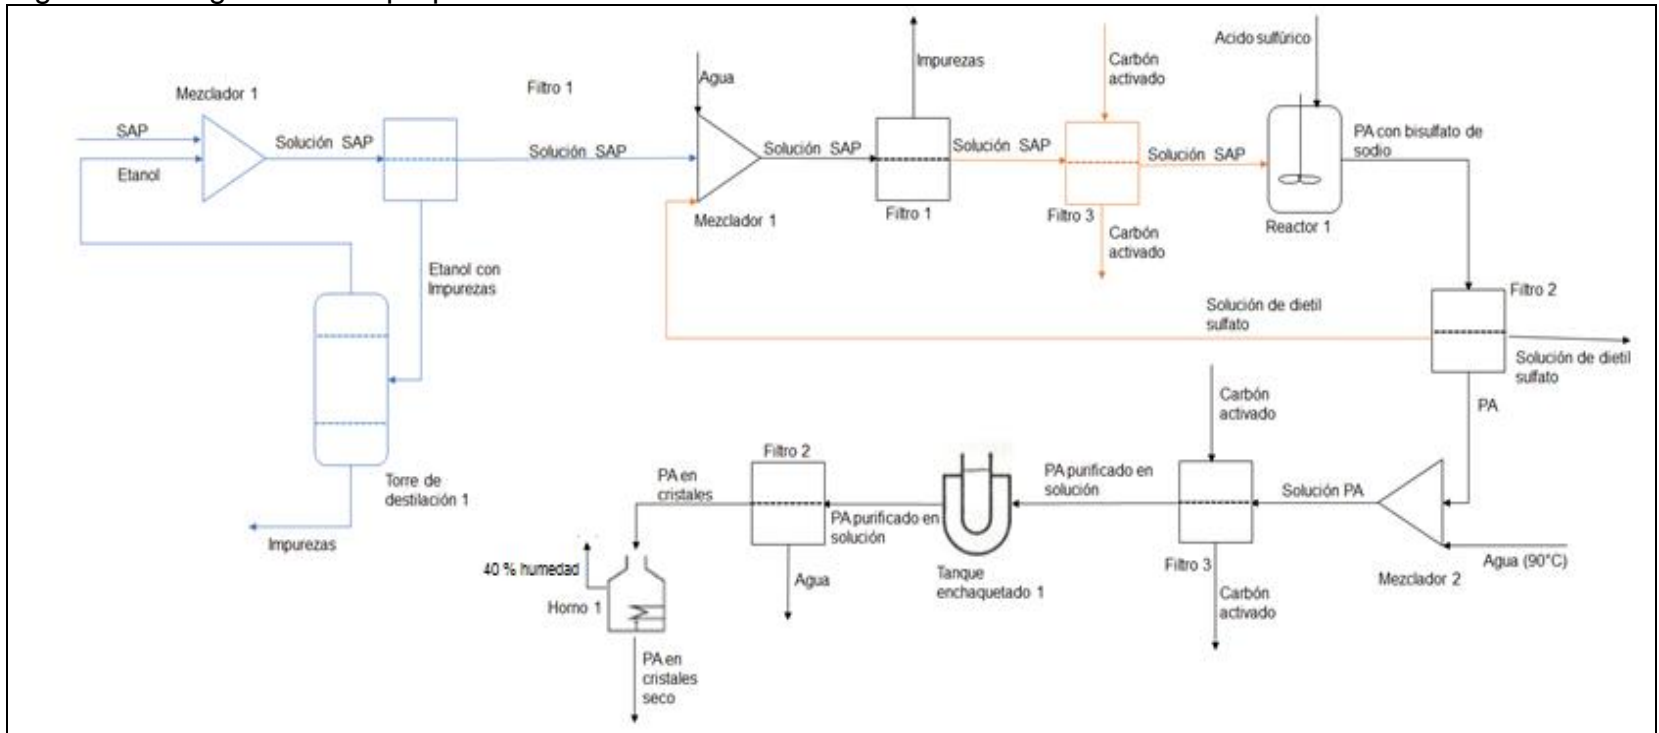 Mezclador 1
SAP
Etanol
Solución SAP
Filtro 1
Solución SAP
Etanol con
Impurezas
Torre de
destilación 1
Impurezas
Agua
Mezclador 1
Solución SAP
Impurezas
Filtro 1
Solución SAP
Carbón
activado
Filtro 3
Carbón
activado
Solución SAP
Acido sulfúrico
Reactor 1
PA con bisulfato de
sodio
Filtro 2
Solución de dietil
sulfato
Solución de dietil
sulfato
PA
Agua (90°C)
Mezclador 2
Solución PA
Carbón
activado
Filtro 3
Carbón
activado
PA purificado en
solución
Tanque
enchaquetado 1
PA purificado en
solución
Filtro 2
Agua
PA en
cristales
40 % humedad
Horno 1
PA en
cristales
seco